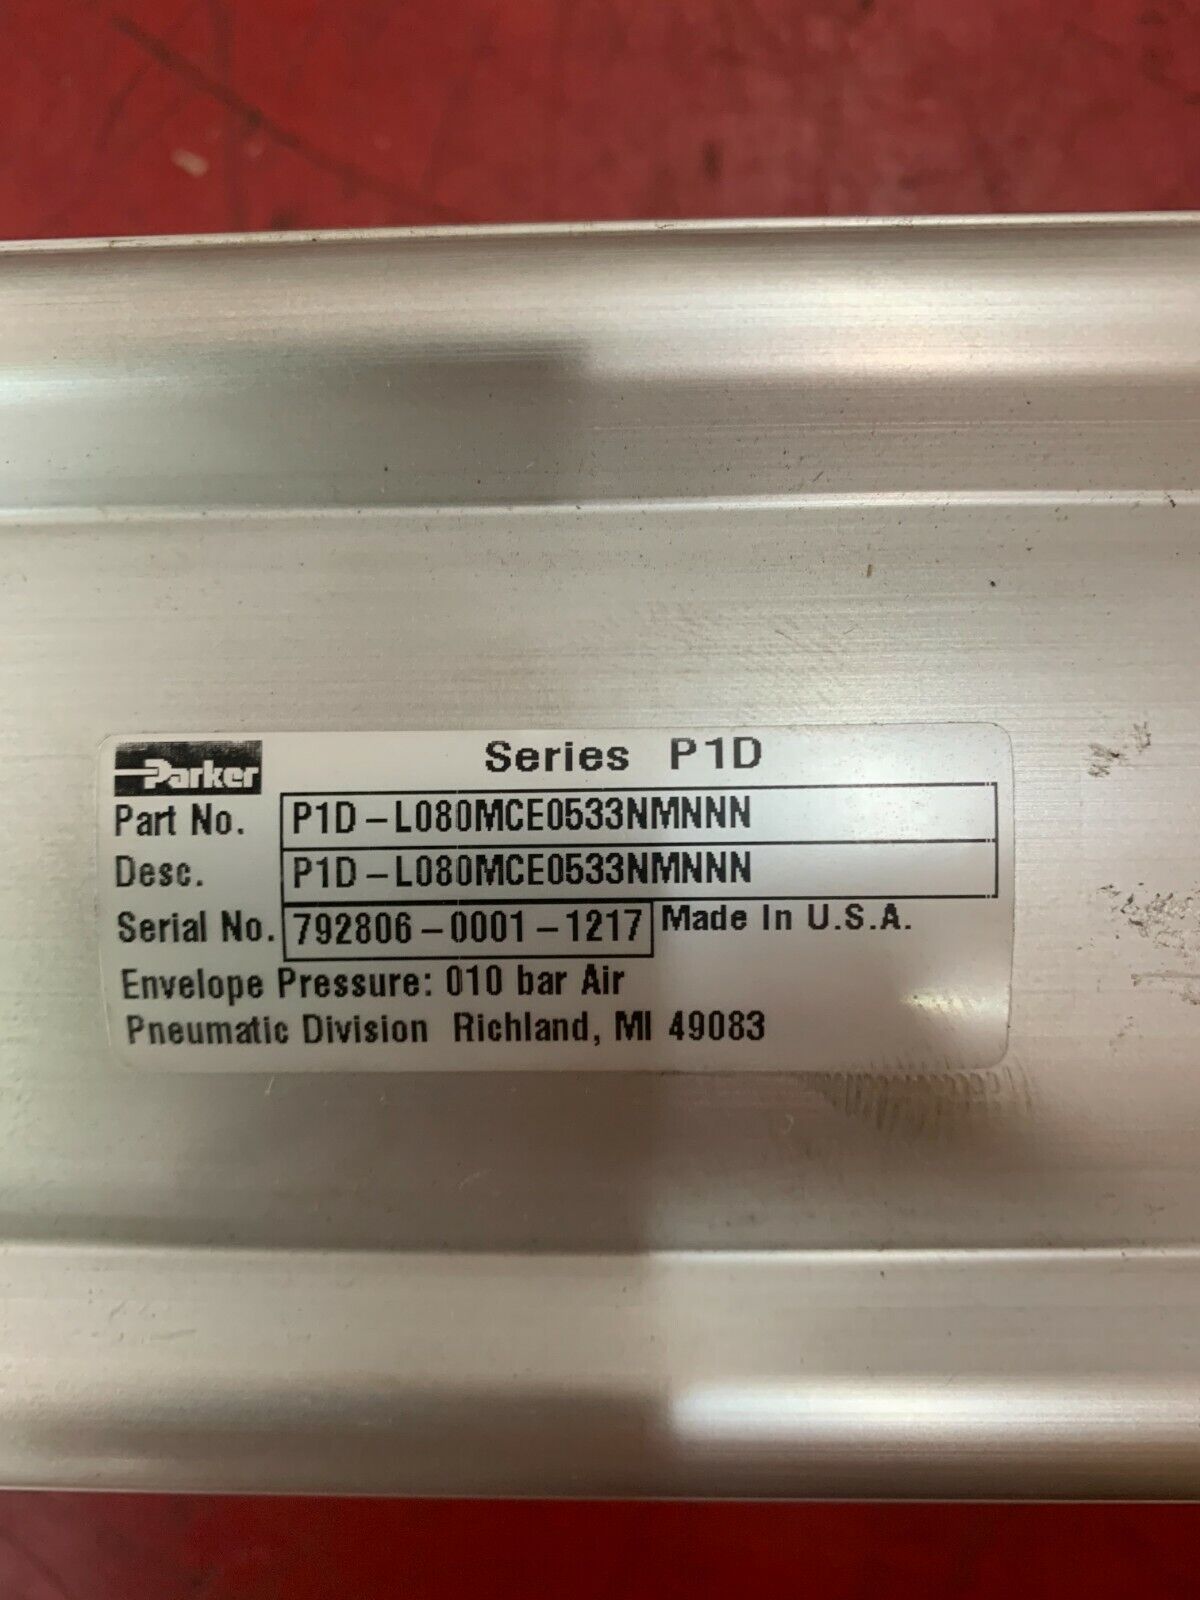 Parker
Series P1D
Part No. P1D-L080MCE0533NMNNN
Desc. P1D-L080MCE0533NMNNN
Serial No. 792806-0001-1217 Made In U.S.A.
Envelope Pressure: 010 bar Air
Pneumatic Division Richland, MI 49083